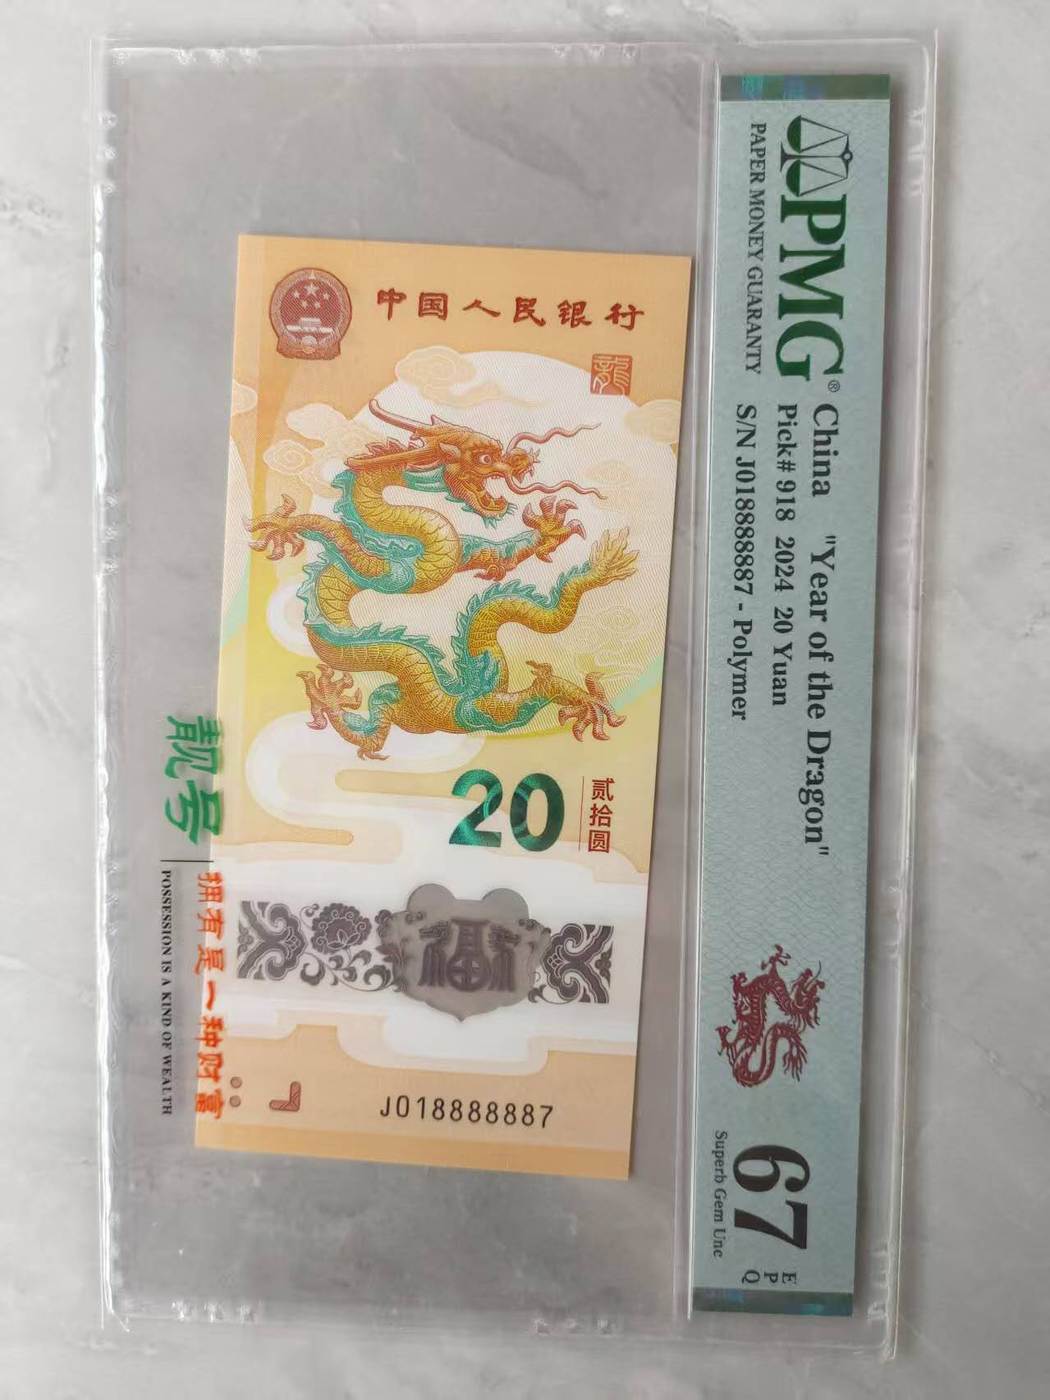 PMG®
PAPER MONEY GUARANTY
China "Year of the Dragon"
Pick# 918 2024 20 Yuan
S/N J018888887 - Polymer
67
EPQ
Superb Gem Unc
中国人民银行
龍
贰拾圆
20
福
J018888887
靓号
拥有是一种财富
POSSESSION IS A KIND OF WEALTH